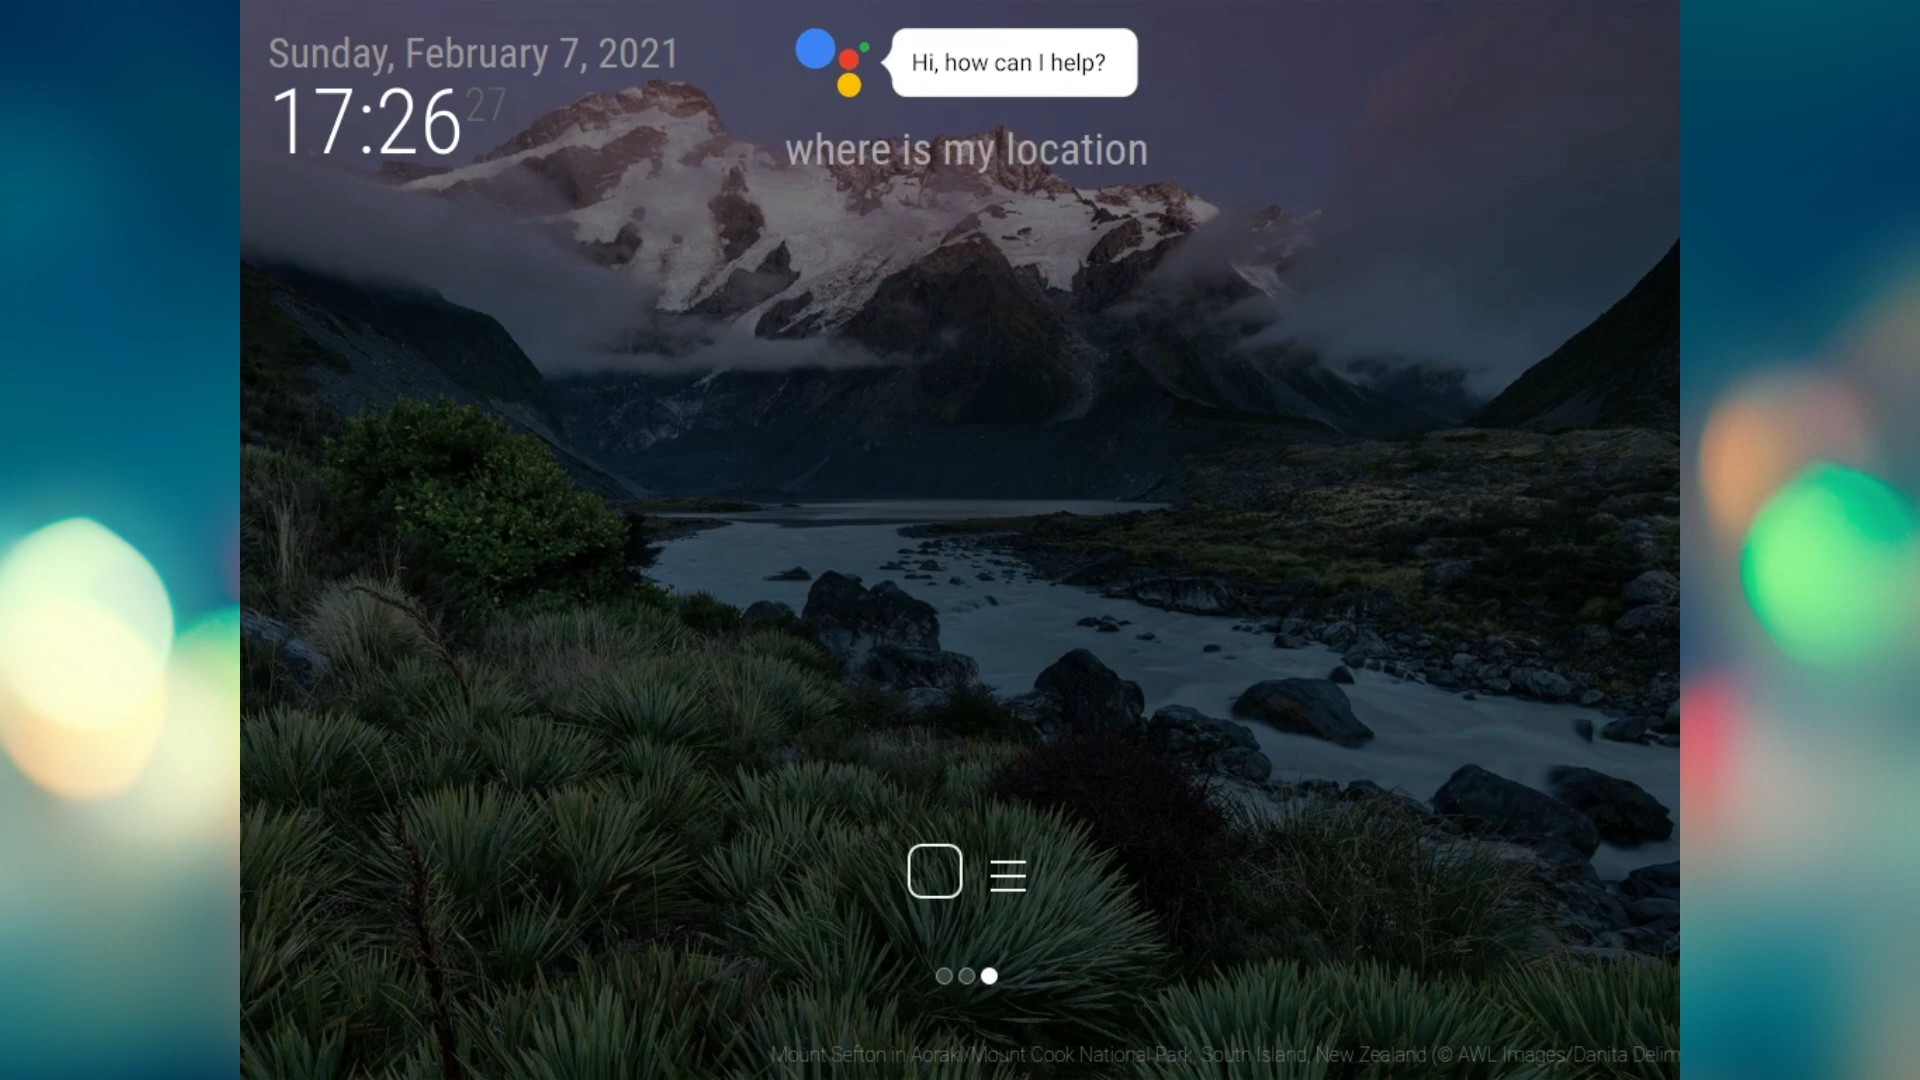 Sunday, February 7, 2021
17:26 27
Hi, how can I help?
where is my location
Mount Sefton in Aoraki/Mount Cook National Park, South Island, New Zealand (© AWL Images/Danita Delim